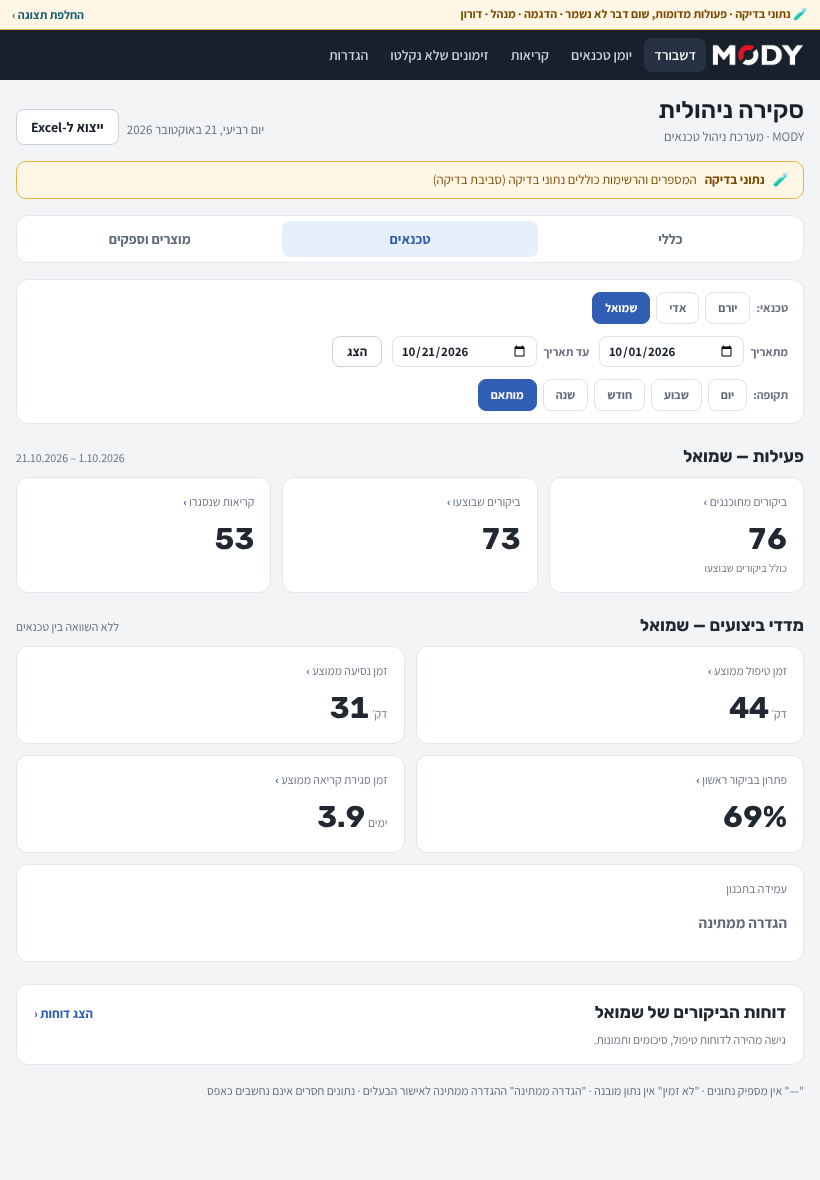 🧪 נתוני בדיקה · פעולות מדומות, שום דבר לא נשמר · הדגמה · מנהל · דורון
החלפת תצוגה ‹
MODY
דשבורד
יומן טכנאים
קריאות
זימונים שלא נקלטו
הגדרות
סקירה ניהולית
MODY · מערכת ניהול טכנאים
יום רביעי, 21 באוקטובר 2026
ייצוא ל-Excel
🧪 נתוני בדיקה המספרים והרשימות כוללים נתוני בדיקה (סביבת בדיקה)
כללי
טכנאים
מוצרים וספקים
טכנאי: יורם אדי שמואל
מתאריך 10/01/2026 עד תאריך 10/21/2026 הצג
תקופה: יום שבוע חודש שנה מותאם
פעילות — שמואל
1.10.2026 – 21.10.2026
ביקורים מתוכננים ‹
76
כולל ביקורים שבוצעו
ביקורים שבוצעו ‹
73
קריאות שנסגרו ‹
53
מדדי ביצועים — שמואל
ללא השוואה בין טכנאים
זמן טיפול ממוצע ‹
44 דק׳
זמן נסיעה ממוצע ‹
31 דק׳
פתרון בביקור ראשון ‹
69%
זמן סגירת קריאה ממוצע ‹
3.9 ימים
עמידה בתכנון
הגדרה ממתינה
דוחות הביקורים של שמואל
גישה מהירה לדוחות טיפול, סיכומים ותמונות.
הצג דוחות ‹
"—" אין מספיק נתונים · "לא זמין" אין נתון מובנה · "הגדרה ממתינה" ההגדרה ממתינה לאישור הבעלים · נתונים חסרים אינם נחשבים כאפס